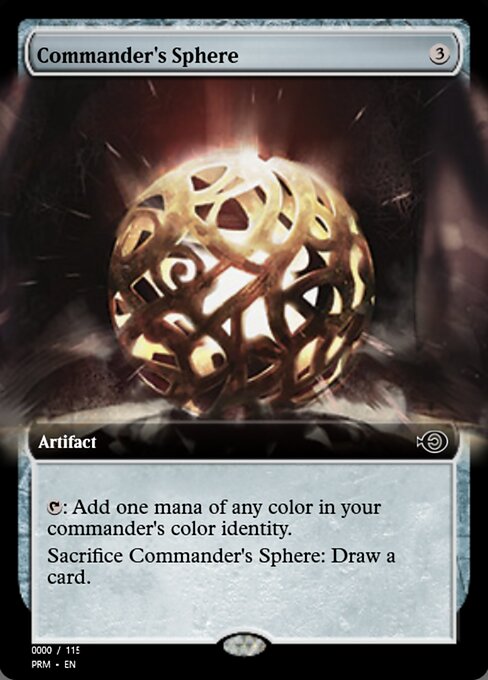 Commander's Sphere 3
Artifact
: Add one mana of any color in your
commander's color identity.
Sacrifice Commander's Sphere: Draw a
card.
0000 / 115
PRM • EN